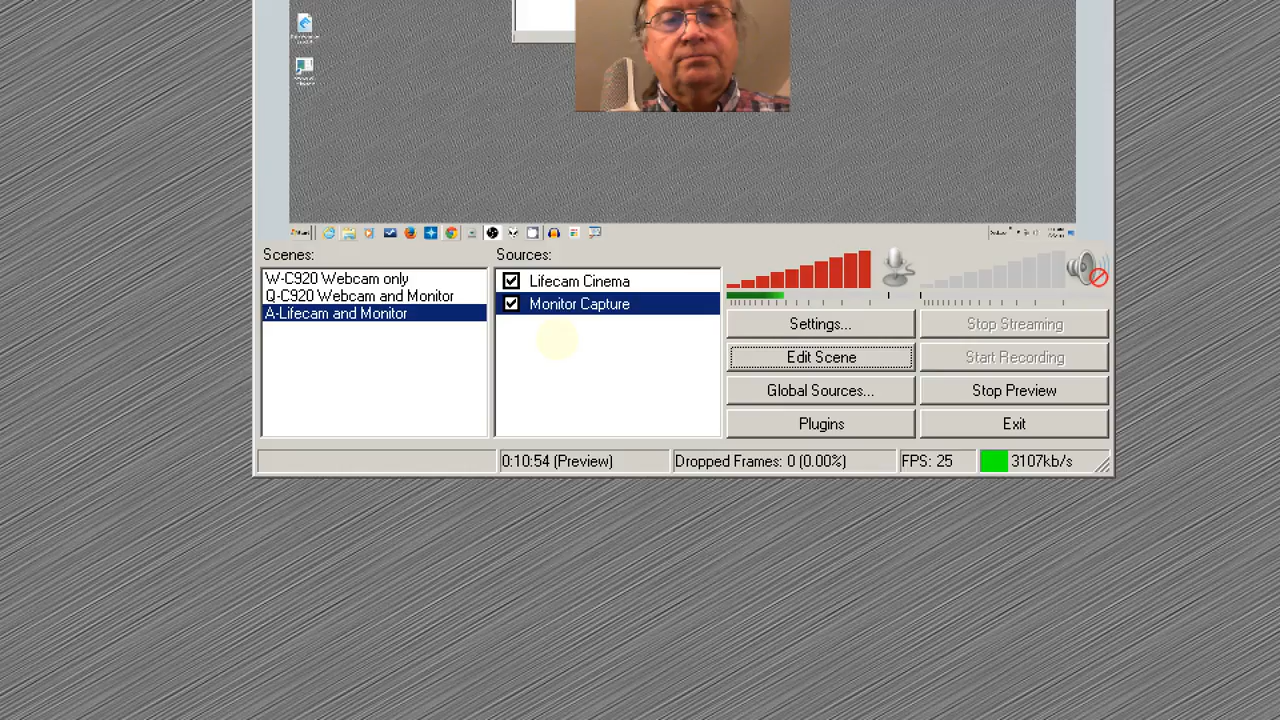 Scenes:
Sources:
W-C920 Webcam only
Q-C920 Webcam and Monitor
A-Lifecam and Monitor
Lifecam Cinema
Monitor Capture
Settings...
Stop Streaming
Edit Scene
Start Recording
Global Sources...
Stop Preview
Plugins
Exit
0:10:54 (Preview)
Dropped Frames: 0 (0.00%)
FPS: 25
3107kb/s